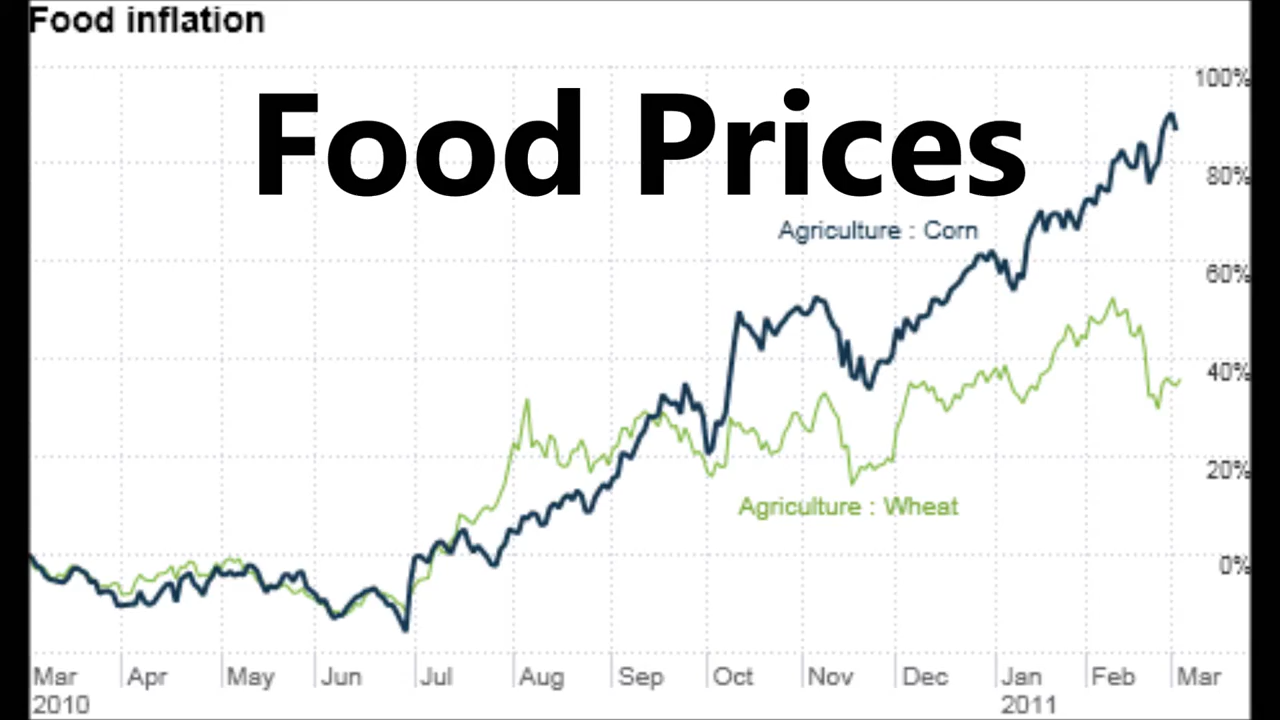 Food inflation
Food Prices
100%
80%
Agriculture : Corn
60%
40%
20%
Agriculture : Wheat
0%
Mar Apr May Jun Jul Aug Sep Oct Nov Dec Jan Feb Mar
2010 2011